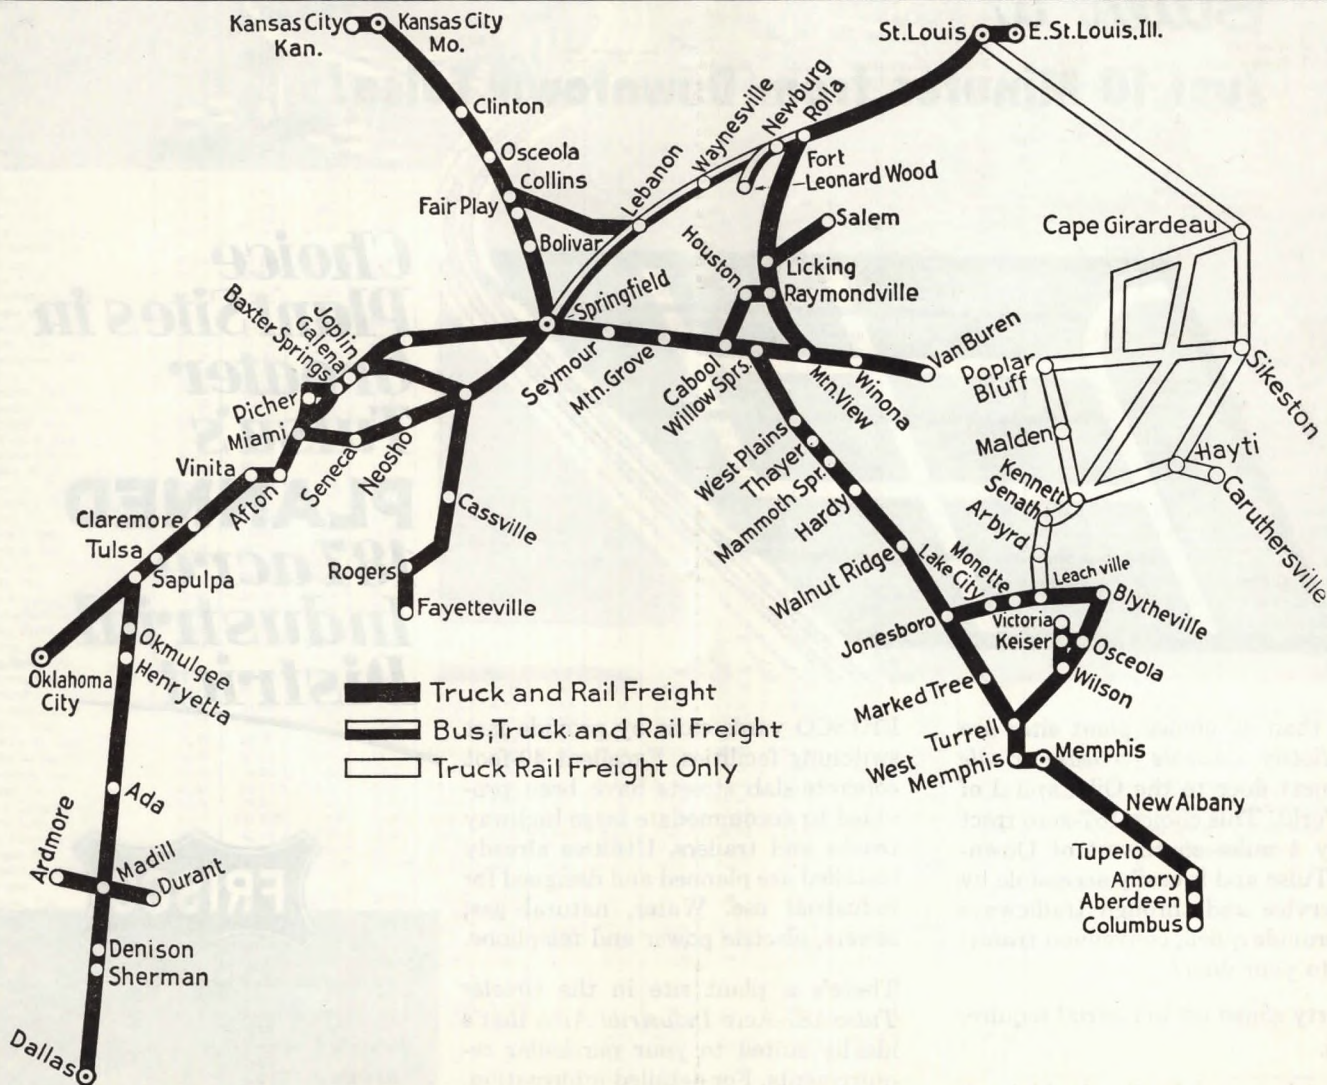 Kansas City
Kan.
Kansas City
Mo.
St. Louis
E. St. Louis, Ill.
Clinton
Osceola
Collins
Fair Play
Bolivar
Lebanon
Waynesville
Newburg
Rolla
Fort
Leonard Wood
Salem
Cape Girardeau
Houston
Licking
Raymondville
Springfield
Joplin
Galena
Baxter Springs
Picher
Miami
Vinita
Afton
Seneca
Neosho
Seymour
Mtn. Grove
Cabool
Willow Sprs.
Mtn. View
Winona
Van Buren
Poplar
Bluff
Sikeston
Malden
Hayti
Kennett
Senath
Arbyrd
Caruthersville
Claremore
Tulsa
Sapulpa
Cassville
Rogers
Fayetteville
West Plains
Thayer
Mammoth Spr.
Hardy
Walnut Ridge
Lake City
Monette
Leachville
Blytheville
Victoria
Keiser
Osceola
Wilson
Jonesboro
Marked Tree
Turrell
West
Memphis
Memphis
Oklahoma
City
Okmulgee
Henryetta
Truck and Rail Freight
Bus, Truck and Rail Freight
Truck Rail Freight Only
Ada
Ardmore
Madill
Durant
New Albany
Tupelo
Amory
Aberdeen
Columbus
Denison
Sherman
Dallas